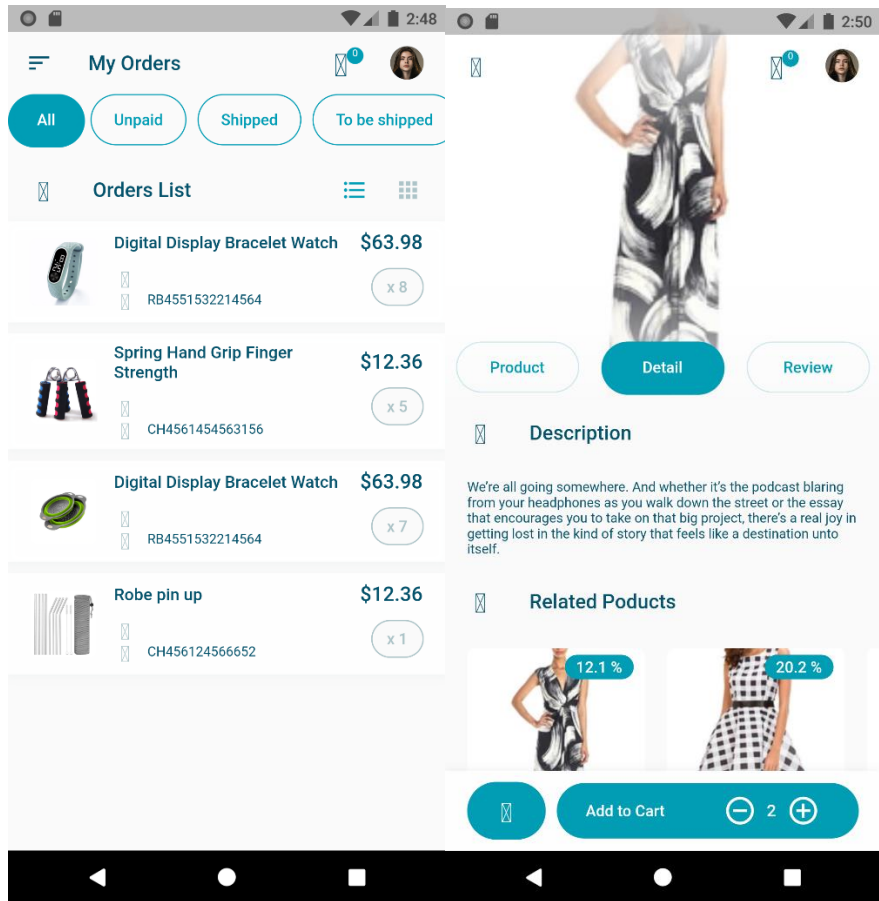 2:48
My Orders
0
All
Unpaid
Shipped
To be shipped
Orders List
Digital Display Bracelet Watch
$63.98
x 8
RB4551532214564
Spring Hand Grip Finger
Strength
$12.36
x 5
CH4561454563156
Digital Display Bracelet Watch
$63.98
x 7
RB4551532214564
Robe pin up
$12.36
x 1
CH456124566652
2:50
0
Product
Detail
Review
Description
We're all going somewhere. And whether it's the podcast blaring
from your headphones as you walk down the street or the essay
that encourages you to take on that big project, there's a real joy in
getting lost in the kind of story that feels like a destination unto
itself.
Related Poducts
12.1 %
20.2 %
Add to Cart
2